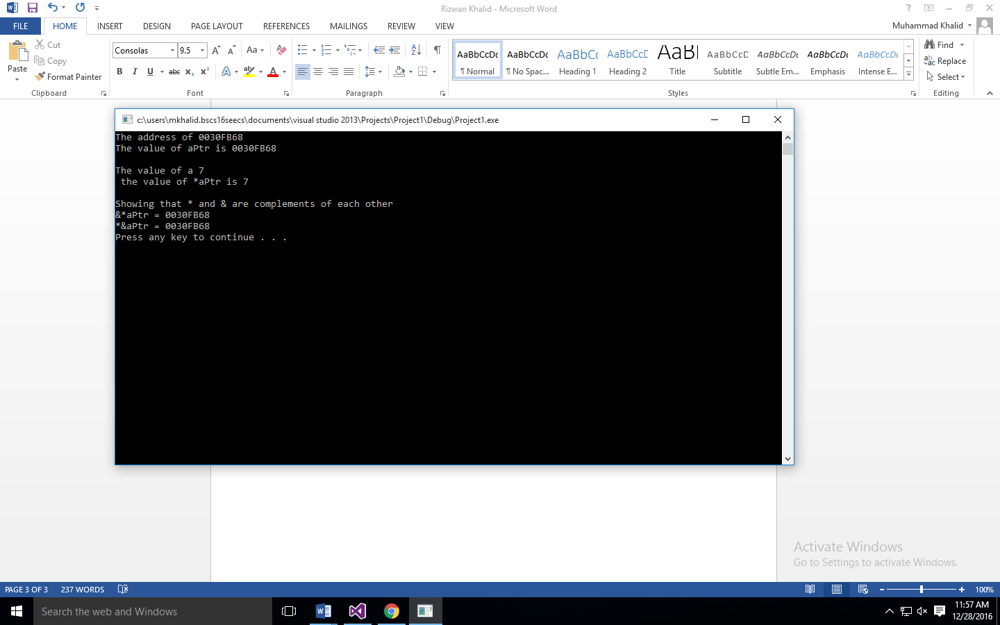 Rizwan Khalid - Microsoft Word
FILE HOME INSERT DESIGN PAGE LAYOUT REFERENCES MAILINGS REVIEW VIEW Muhammad Khalid
Paste
Cut
Copy
Format Painter
Clipboard
Consolas 9.5
Font
Paragraph
AaBbCcDc AaBbCcDc AaBbCc AaBbCcD AaBl AaBbCcD AaBbCcDc AaBbCcDc AaBbCcDc
¶ Normal ¶ No Spac... Heading 1 Heading 2 Title Subtitle Subtle Em... Emphasis Intense E...
Styles
Find
Replace
Select
Editing
c:\users\mkhalid.bscs16seecs\documents\visual studio 2013\Projects\Project1\Debug\Project1.exe
The address of 0030FB68
The value of aPtr is 0030FB68
The value of a 7
the value of *aPtr is 7
Showing that * and & are complements of each other
&*aPtr = 0030FB68
*&aPtr = 0030FB68
Press any key to continue . . .
Activate Windows
Go to Settings to activate Windows.
PAGE 3 OF 3 237 WORDS 100%
Search the web and Windows
11:57 AM
12/28/2016